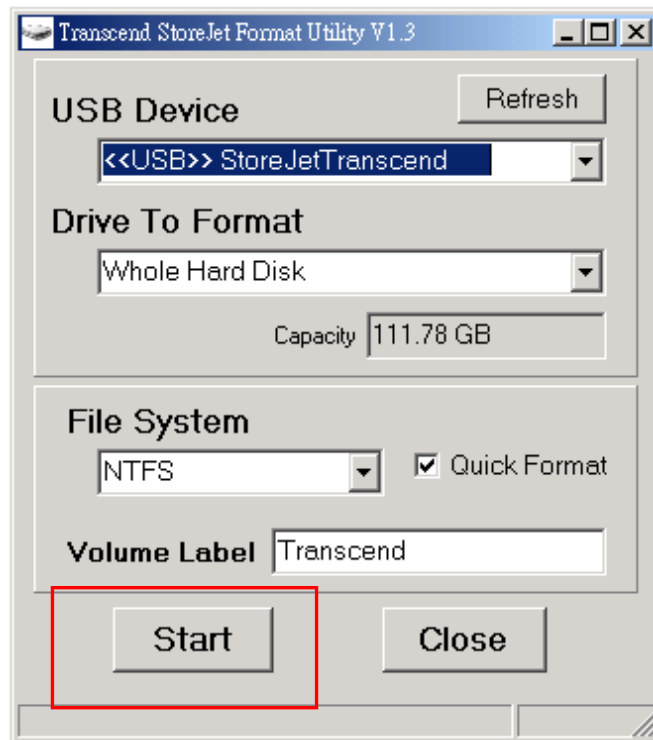 Transcend StoreJet Format Utility V1.3
USB Device
Refresh
<<USB>> StoreJetTranscend
Drive To Format
Whole Hard Disk
Capacity 111.78 GB
File System
NTFS
Quick Format
Volume Label Transcend
Start
Close